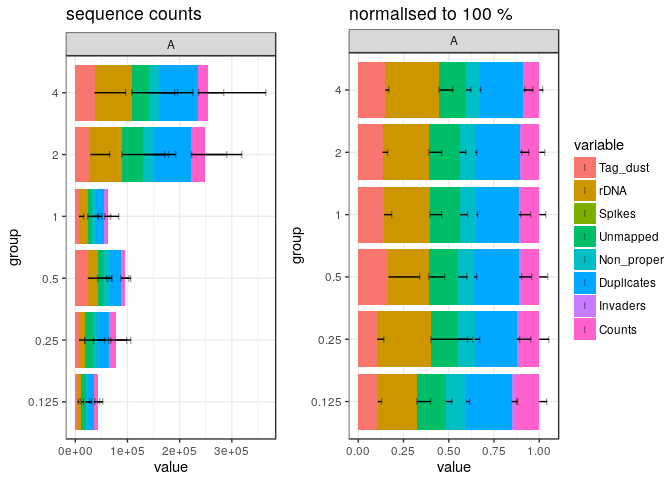 sequence counts
A
group
4
2
1
0.5
0.25
0.125
0e+00 1e+05 2e+05 3e+05
value
normalised to 100 %
A
group
4
2
1
0.5
0.25
0.125
0.00 0.25 0.50 0.75 1.00
value
variable
Tag_dust
rDNA
Spikes
Unmapped
Non_proper
Duplicates
Invaders
Counts